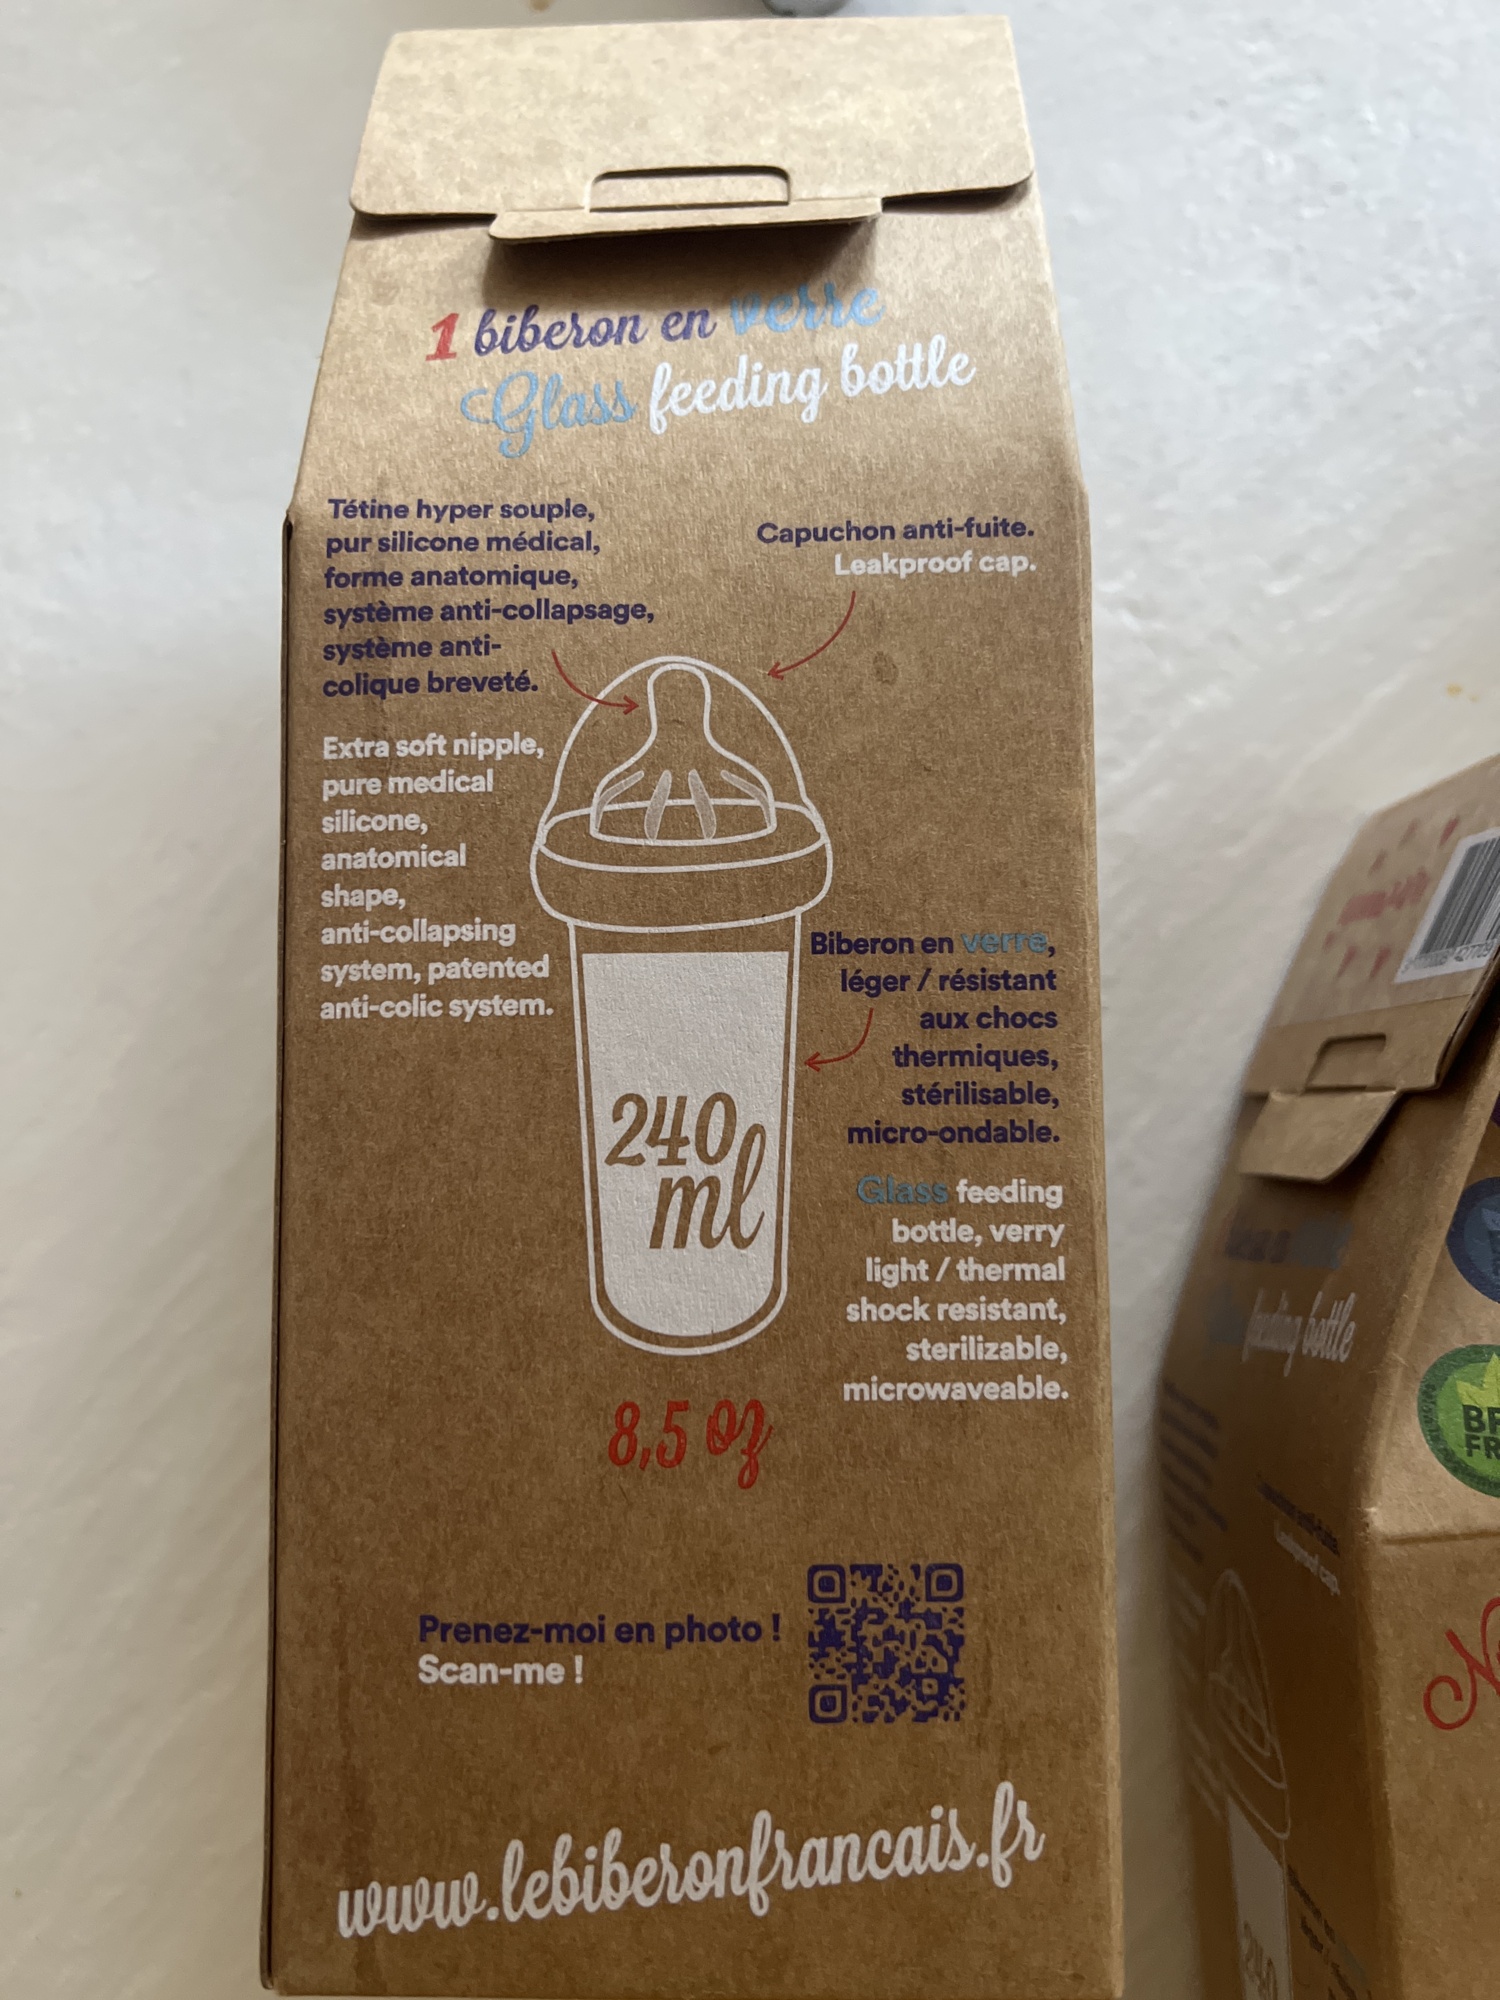 1 biberon en verre
Glass feeding bottle
Tétine hyper souple,
pur silicone médical,
forme anatomique,
système anti-collapsage,
système anti-
colique breveté.
Extra soft nipple,
pure medical
silicone,
anatomical
shape,
anti-collapsing
system, patented
anti-colic system.
Capuchon anti-fuite.
Leakproof cap.
Biberon en verre,
léger / résistant
aux chocs
thermiques,
stérilisable,
micro-ondable.
Glass feeding
bottle, verry
light / thermal
shock resistant,
sterilizable,
microwaveable.
240
ml
8,5 oz
Prenez-moi en photo !
Scan-me !
www.lebiberonfrancais.fr
feeding bottle
Leakproof cap.
240